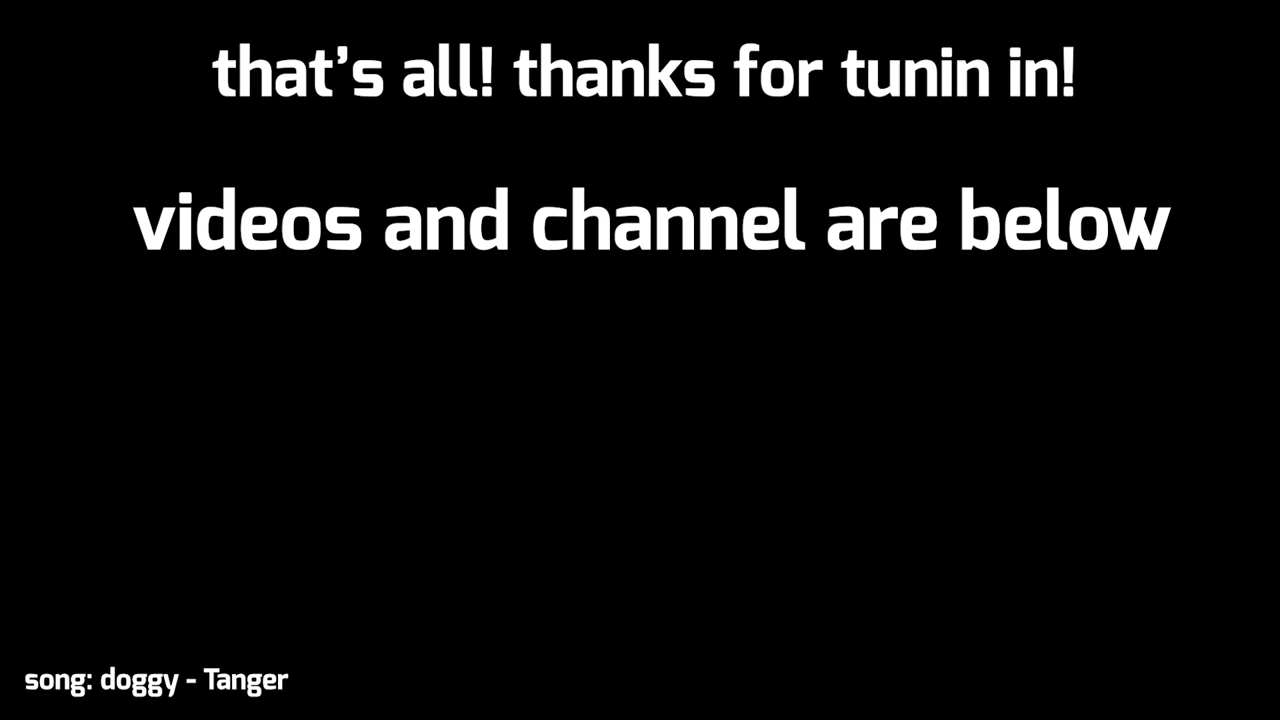 that’s all! thanks for tunin in!
videos and channel are below
song: doggy - Tanger